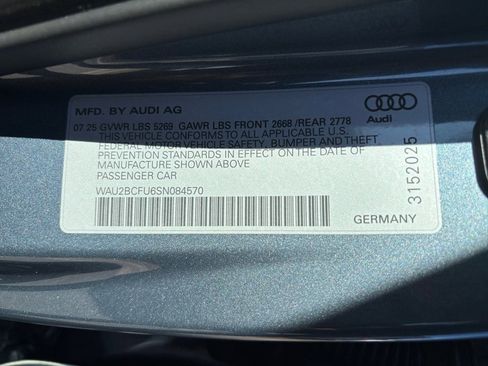 MFD. BY AUDI AG
07 25 GVWR LBS 5269 GAWR LBS FRONT 2668 /REAR 2778
THIS VEHICLE CONFORMS TO ALL APPLICABLE U.S.
FEDERAL MOTOR VEHICLE SAFETY, BUMPER, AND THEFT
PREVENTION STANDARDS IN EFFECT ON THE DATE OF
MANUFACTURE SHOWN ABOVE
PASSENGER CAR
WAU2BCFU6SN084570
Audi
3152025
GERMANY